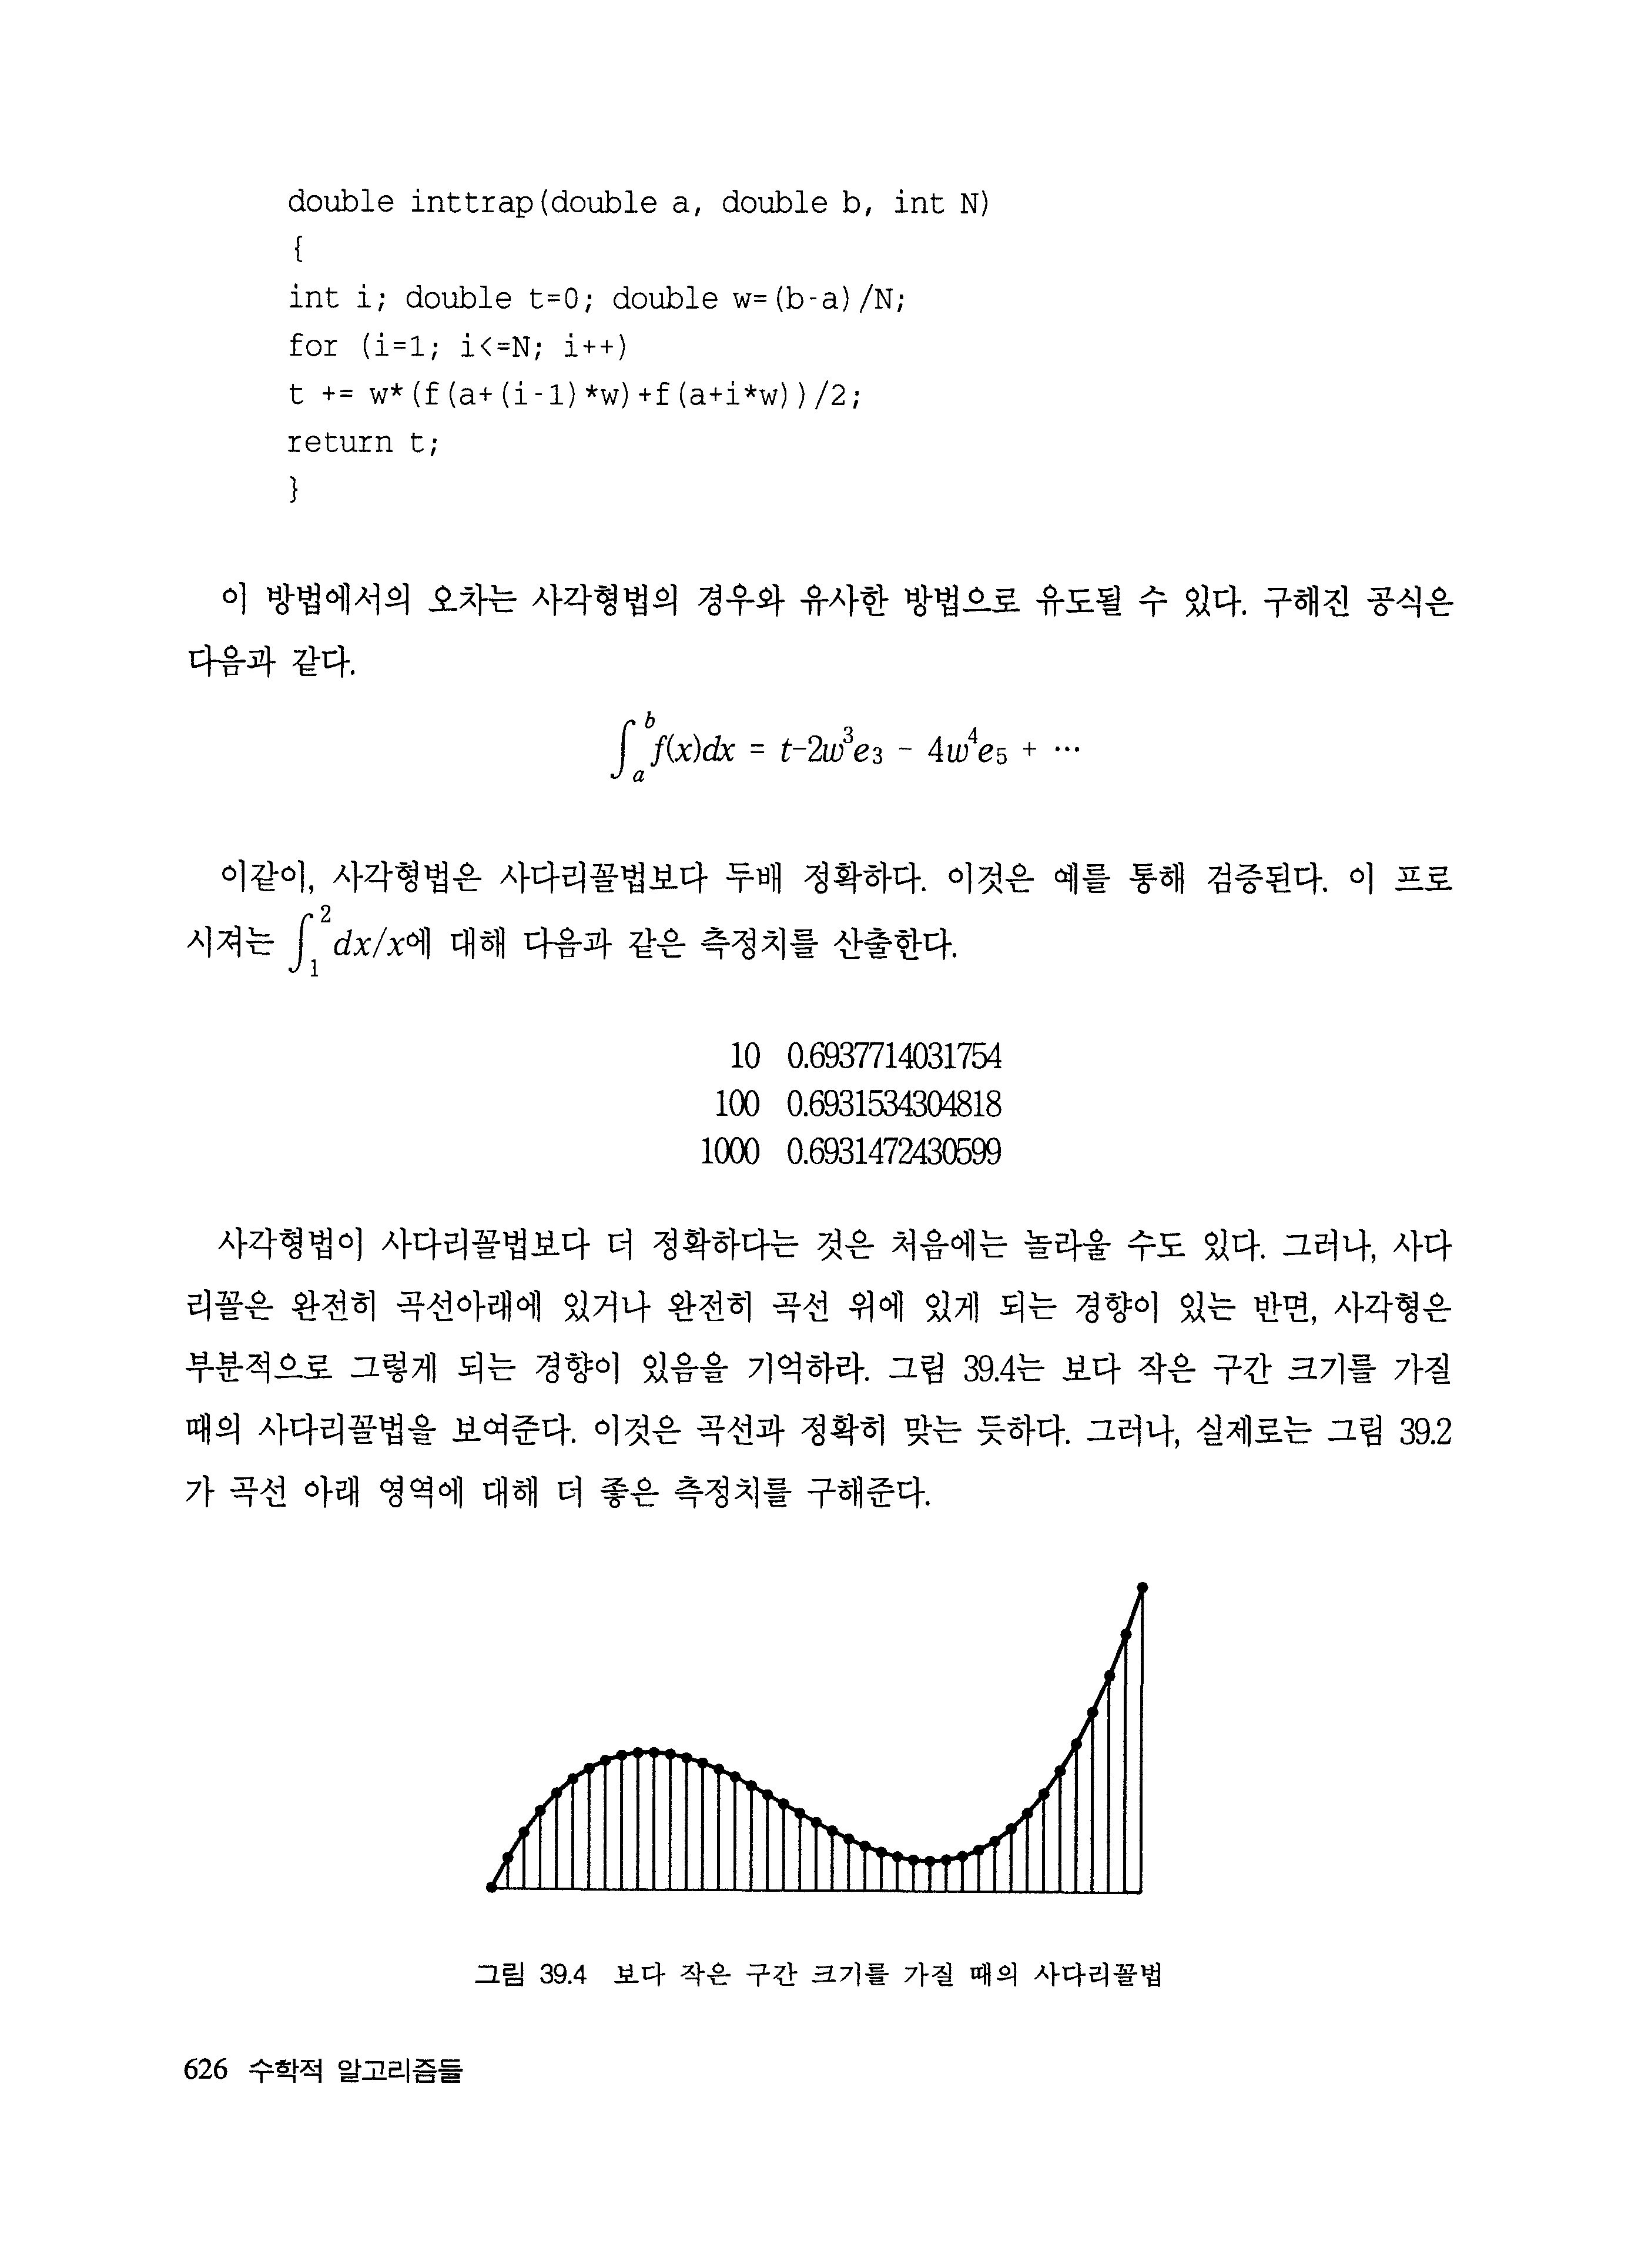 double inttrap(double a, double b, int N)
{
int i; double t=0; double w=(b-a)/N;
for (i=1; i<=N; i++)
t += w*(f(a+(i-1)*w)+f(a+i*w))/2;
return t;
}
이 방법에서의 오차는 사각형법의 경우와 유사한 방법으로 유도될 수 있다. 구해진 공식은
다음과 같다.
∫_a^b f(x)dx = t-2w³e₃ - 4w⁴e₅ + ⋯
이같이, 사각형법은 사다리꼴법보다 두배 정확하다. 이것은 예를 통해 검증된다. 이 프로
시져는 ∫_1^2 dx/x에 대해 다음과 같은 측정치를 산출한다.
10 0.6937714031754
100 0.6931534304818
1000 0.6931472430599
사각형법이 사다리꼴법보다 더 정확하다는 것은 처음에는 놀라울 수도 있다. 그러나, 사다
리꼴은 완전히 곡선아래에 있거나 완전히 곡선 위에 있게 되는 경향이 있는 반면, 사각형은
부분적으로 그렇게 되는 경향이 있음을 기억하라. 그림 39.4는 보다 작은 구간 크기를 가질
때의 사다리꼴법을 보여준다. 이것은 곡선과 정확히 맞는 듯하다. 그러나, 실제로는 그림 39.2
가 곡선 아래 영역에 대해 더 좋은 측정치를 구해준다.
그림 39.4 보다 작은 구간 크기를 가질 때의 사다리꼴법
626 수학적 알고리즘들